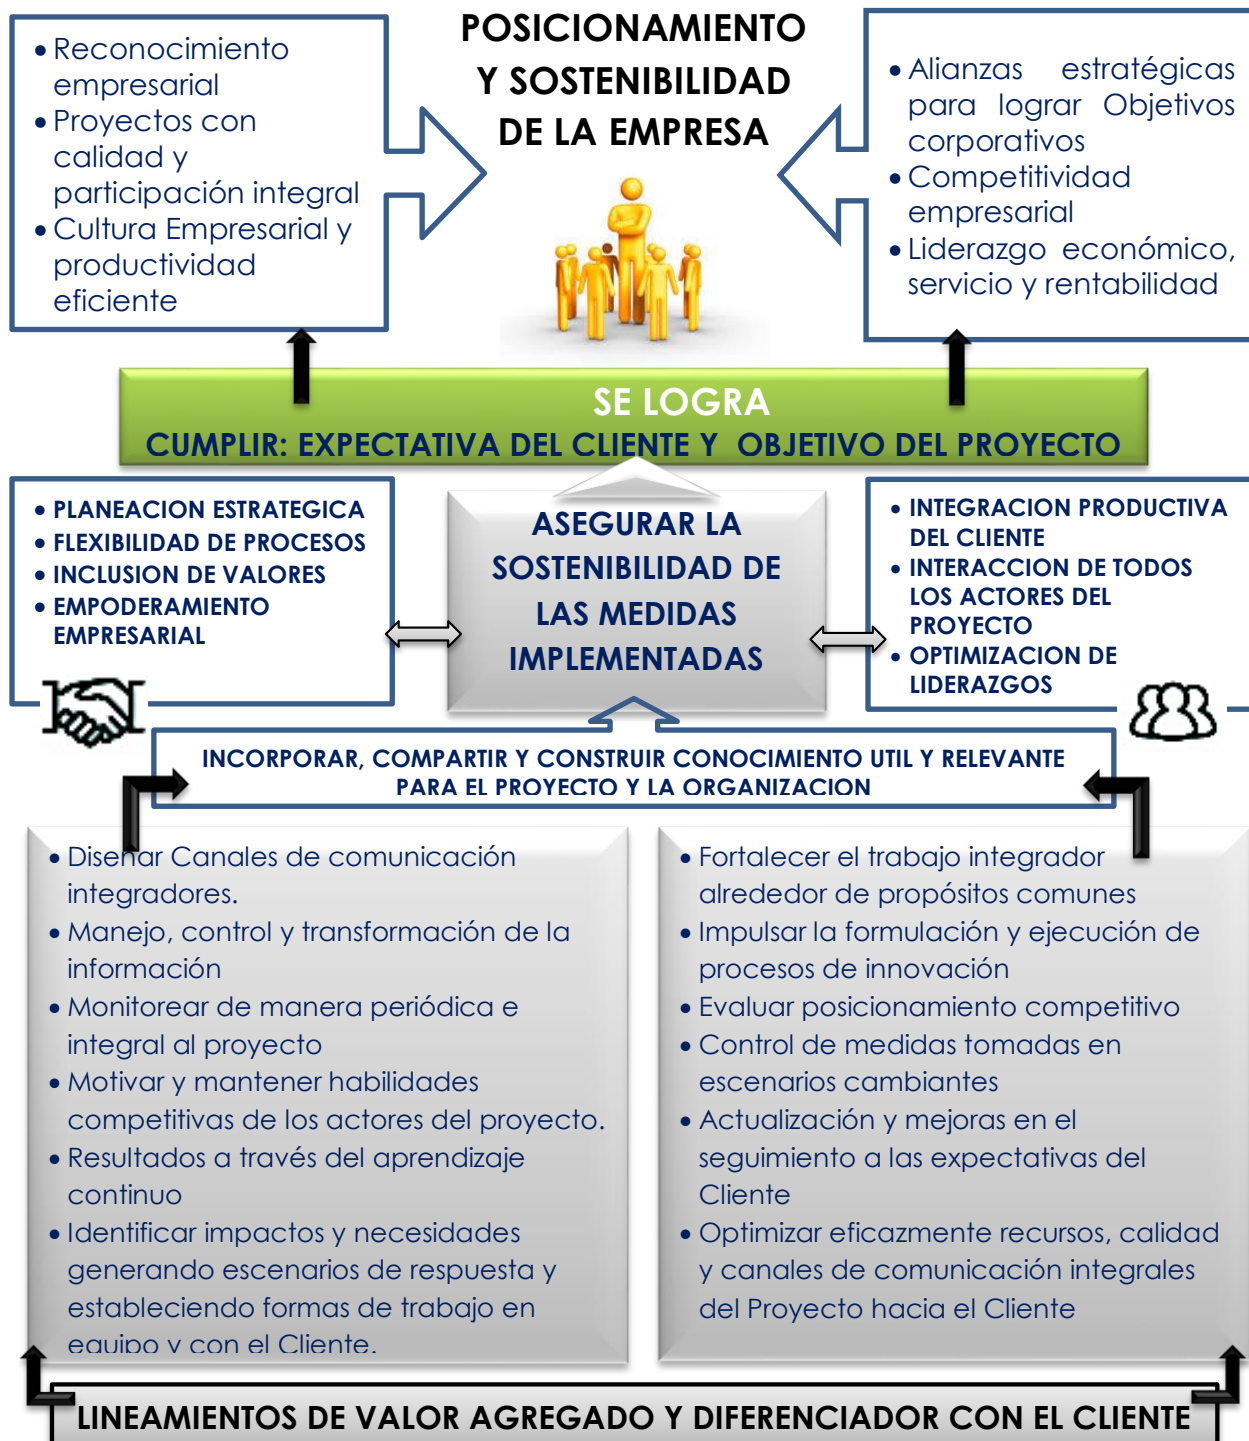 POSICIONAMIENTO
Y SOSTENIBILIDAD
DE LA EMPRESA
• Reconocimiento
empresarial
• Proyectos con
calidad y
participación integral
• Cultura Empresarial y
productividad
eficiente
• Alianzas estratégicas
para lograr Objetivos
corporativos
• Competitividad
empresarial
• Liderazgo económico,
servicio y rentabilidad
SE LOGRA
CUMPLIR: EXPECTATIVA DEL CLIENTE Y OBJETIVO DEL PROYECTO
• PLANEACION ESTRATEGICA
• FLEXIBILIDAD DE PROCESOS
• INCLUSION DE VALORES
• EMPODERAMIENTO
EMPRESARIAL
ASEGURAR LA
SOSTENIBILIDAD DE
LAS MEDIDAS
IMPLEMENTADAS
• INTEGRACION PRODUCTIVA
DEL CLIENTE
• INTERACCION DE TODOS
LOS ACTORES DEL
PROYECTO
• OPTIMIZACION DE
LIDERAZGOS
INCORPORAR, COMPARTIR Y CONSTRUIR CONOCIMIENTO UTIL Y RELEVANTE
PARA EL PROYECTO Y LA ORGANIZACION
• Diseñar Canales de comunicación
integradores.
• Manejo, control y transformación de la
información
• Monitorear de manera periódica e
integral al proyecto
• Motivar y mantener habilidades
competitivas de los actores del proyecto.
• Resultados a través del aprendizaje
continuo
• Identificar impactos y necesidades
generando escenarios de respuesta y
estableciendo formas de trabajo en
equipo y con el Cliente.
• Fortalecer el trabajo integrador
alrededor de propósitos comunes
• Impulsar la formulación y ejecución de
procesos de innovación
• Evaluar posicionamiento competitivo
• Control de medidas tomadas en
escenarios cambiantes
• Actualización y mejoras en el
seguimiento a las expectativas del
Cliente
• Optimizar eficazmente recursos, calidad
y canales de comunicación integrales
del Proyecto hacia el Cliente
LINEAMIENTOS DE VALOR AGREGADO Y DIFERENCIADOR CON EL CLIENTE